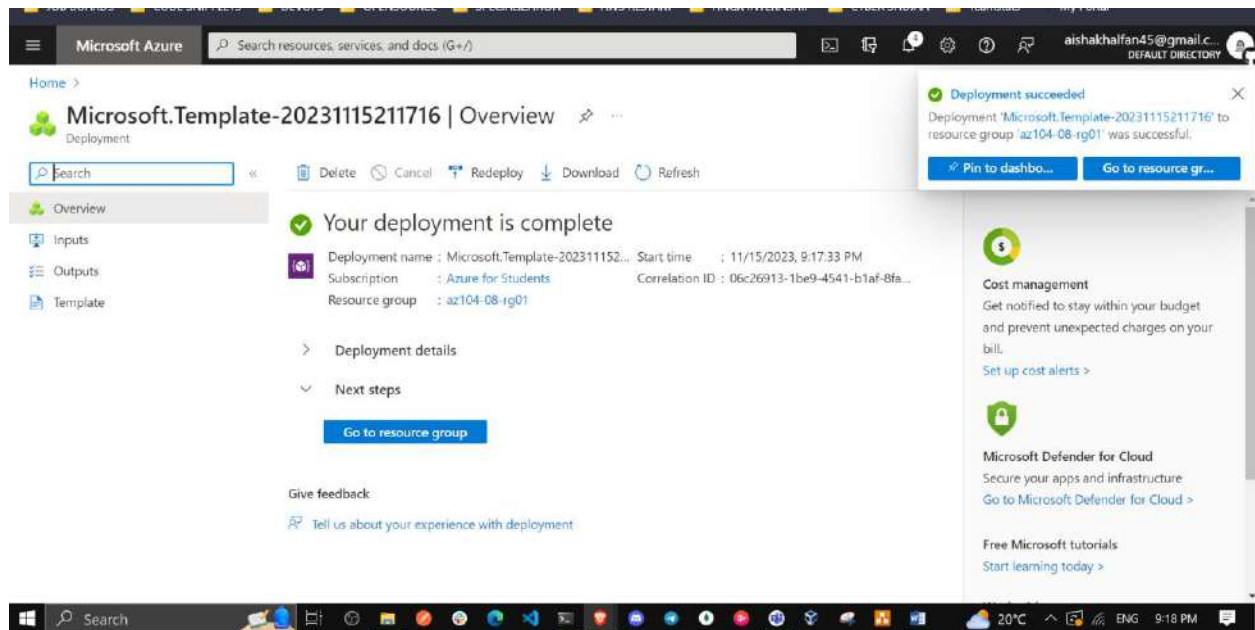 Microsoft Azure
Search resources, services, and docs (G+/)
aishakhalfan45@gmail.c...
DEFAULT DIRECTORY
Home >
Microsoft.Template-20231115211716 | Overview
Deployment
Deployment succeeded
Deployment 'Microsoft.Template-20231115211716' to
resource group 'az104-08-rg01' was successful.
Pin to dashbo...
Go to resource gr...
Search
Delete
Cancel
Redeploy
Download
Refresh
Overview
Inputs
Outputs
Template
Your deployment is complete
Deployment name : Microsoft.Template-202311152...
Subscription : Azure for Students
Resource group : az104-08-rg01
Start time : 11/15/2023, 9:17:33 PM
Correlation ID : 06c26913-1be9-4541-b1af-8fa...
Deployment details
Next steps
Go to resource group
Give feedback
Tell us about your experience with deployment
Cost management
Get notified to stay within your budget
and prevent unexpected charges on your
bill.
Set up cost alerts >
Microsoft Defender for Cloud
Secure your apps and infrastructure
Go to Microsoft Defender for Cloud >
Free Microsoft tutorials
Start learning today >
Search
20°C
ENG
9:18 PM